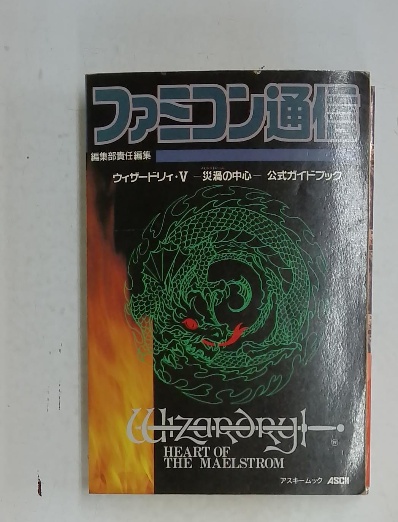 ファミコン通信
編集部責任編集
ウィザードリィ・V ―災渦の中心― 公式ガイドブック
Wizardry
HEART OF
THE MAELSTROM
アスキームック ASCII